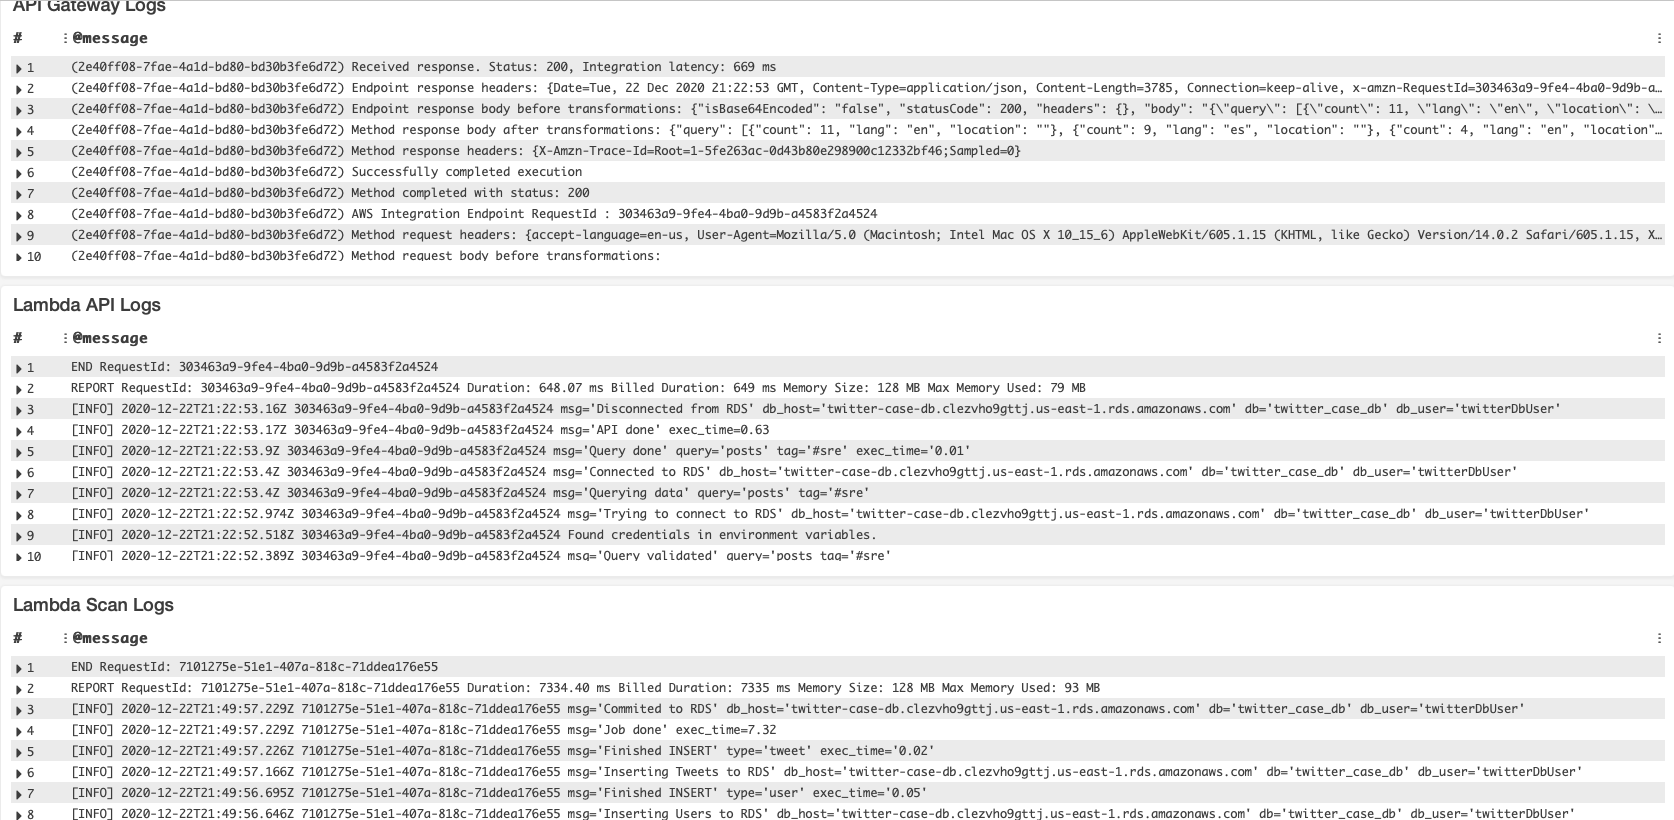 API Gateway Logs
# @message
1 (2e40ff08-7fae-4a1d-bd80-bd30b3fe6d72) Received response. Status: 200, Integration latency: 669 ms
2 (2e40ff08-7fae-4a1d-bd80-bd30b3fe6d72) Endpoint response headers: {Date=Tue, 22 Dec 2020 21:22:53 GMT, Content-Type=application/json, Content-Length=3785, Connection=keep-alive, x-amzn-RequestId=303463a9-9fe4-4ba0-9d9b-a…
3 (2e40ff08-7fae-4a1d-bd80-bd30b3fe6d72) Endpoint response body before transformations: {"isBase64Encoded": "false", "statusCode": 200, "headers": {}, "body": "{\"query\": [{\"count\": 11, \"lang\": \"en\", \"location\": \…
4 (2e40ff08-7fae-4a1d-bd80-bd30b3fe6d72) Method response body after transformations: {"query": [{"count": 11, "lang": "en", "location": ""}, {"count": 9, "lang": "es", "location": ""}, {"count": 4, "lang": "en", "location"…
5 (2e40ff08-7fae-4a1d-bd80-bd30b3fe6d72) Method response headers: {X-Amzn-Trace-Id=Root=1-5fe263ac-0d43b80e298900c12332bf46;Sampled=0}
6 (2e40ff08-7fae-4a1d-bd80-bd30b3fe6d72) Successfully completed execution
7 (2e40ff08-7fae-4a1d-bd80-bd30b3fe6d72) Method completed with status: 200
8 (2e40ff08-7fae-4a1d-bd80-bd30b3fe6d72) AWS Integration Endpoint RequestId : 303463a9-9fe4-4ba0-9d9b-a4583f2a4524
9 (2e40ff08-7fae-4a1d-bd80-bd30b3fe6d72) Method request headers: {accept-language=en-us, User-Agent=Mozilla/5.0 (Macintosh; Intel Mac OS X 10_15_6) AppleWebKit/605.1.15 (KHTML, like Gecko) Version/14.0.2 Safari/605.1.15, X…
10 (2e40ff08-7fae-4a1d-bd80-bd30b3fe6d72) Method request body before transformations:
Lambda API Logs
# @message
1 END RequestId: 303463a9-9fe4-4ba0-9d9b-a4583f2a4524
2 REPORT RequestId: 303463a9-9fe4-4ba0-9d9b-a4583f2a4524 Duration: 648.07 ms Billed Duration: 649 ms Memory Size: 128 MB Max Memory Used: 79 MB
3 [INFO] 2020-12-22T21:22:53.16Z 303463a9-9fe4-4ba0-9d9b-a4583f2a4524 msg='Disconnected from RDS' db_host='twitter-case-db.clezvho9gttj.us-east-1.rds.amazonaws.com' db='twitter_case_db' db_user='twitterDbUser'
4 [INFO] 2020-12-22T21:22:53.17Z 303463a9-9fe4-4ba0-9d9b-a4583f2a4524 msg='API done' exec_time=0.63
5 [INFO] 2020-12-22T21:22:53.9Z 303463a9-9fe4-4ba0-9d9b-a4583f2a4524 msg='Query done' query='posts' tag='#sre' exec_time='0.01'
6 [INFO] 2020-12-22T21:22:53.4Z 303463a9-9fe4-4ba0-9d9b-a4583f2a4524 msg='Connected to RDS' db_host='twitter-case-db.clezvho9gttj.us-east-1.rds.amazonaws.com' db='twitter_case_db' db_user='twitterDbUser'
7 [INFO] 2020-12-22T21:22:53.4Z 303463a9-9fe4-4ba0-9d9b-a4583f2a4524 msg='Querying data' query='posts' tag='#sre'
8 [INFO] 2020-12-22T21:22:52.974Z 303463a9-9fe4-4ba0-9d9b-a4583f2a4524 msg='Trying to connect to RDS' db_host='twitter-case-db.clezvho9gttj.us-east-1.rds.amazonaws.com' db='twitter_case_db' db_user='twitterDbUser'
9 [INFO] 2020-12-22T21:22:52.518Z 303463a9-9fe4-4ba0-9d9b-a4583f2a4524 Found credentials in environment variables.
10 [INFO] 2020-12-22T21:22:52.389Z 303463a9-9fe4-4ba0-9d9b-a4583f2a4524 msg='Query validated' query='posts tag='#sre'
Lambda Scan Logs
# @message
1 END RequestId: 7101275e-51e1-407a-818c-71ddea176e55
2 REPORT RequestId: 7101275e-51e1-407a-818c-71ddea176e55 Duration: 7334.40 ms Billed Duration: 7335 ms Memory Size: 128 MB Max Memory Used: 93 MB
3 [INFO] 2020-12-22T21:49:57.229Z 7101275e-51e1-407a-818c-71ddea176e55 msg='Commited to RDS' db_host='twitter-case-db.clezvho9gttj.us-east-1.rds.amazonaws.com' db='twitter_case_db' db_user='twitterDbUser'
4 [INFO] 2020-12-22T21:49:57.229Z 7101275e-51e1-407a-818c-71ddea176e55 msg='Job done' exec_time=7.32
5 [INFO] 2020-12-22T21:49:57.226Z 7101275e-51e1-407a-818c-71ddea176e55 msg='Finished INSERT' type='tweet' exec_time='0.02'
6 [INFO] 2020-12-22T21:49:57.166Z 7101275e-51e1-407a-818c-71ddea176e55 msg='Inserting Tweets to RDS' db_host='twitter-case-db.clezvho9gttj.us-east-1.rds.amazonaws.com' db='twitter_case_db' db_user='twitterDbUser'
7 [INFO] 2020-12-22T21:49:56.695Z 7101275e-51e1-407a-818c-71ddea176e55 msg='Finished INSERT' type='user' exec_time='0.05'
8 [INFO] 2020-12-22T21:49:56.646Z 7101275e-51e1-407a-818c-71ddea176e55 msg='Inserting Users to RDS' db_host='twitter-case-db.clezvho9gttj.us-east-1.rds.amazonaws.com' db='twitter_case_db' db_user='twitterDbUser'